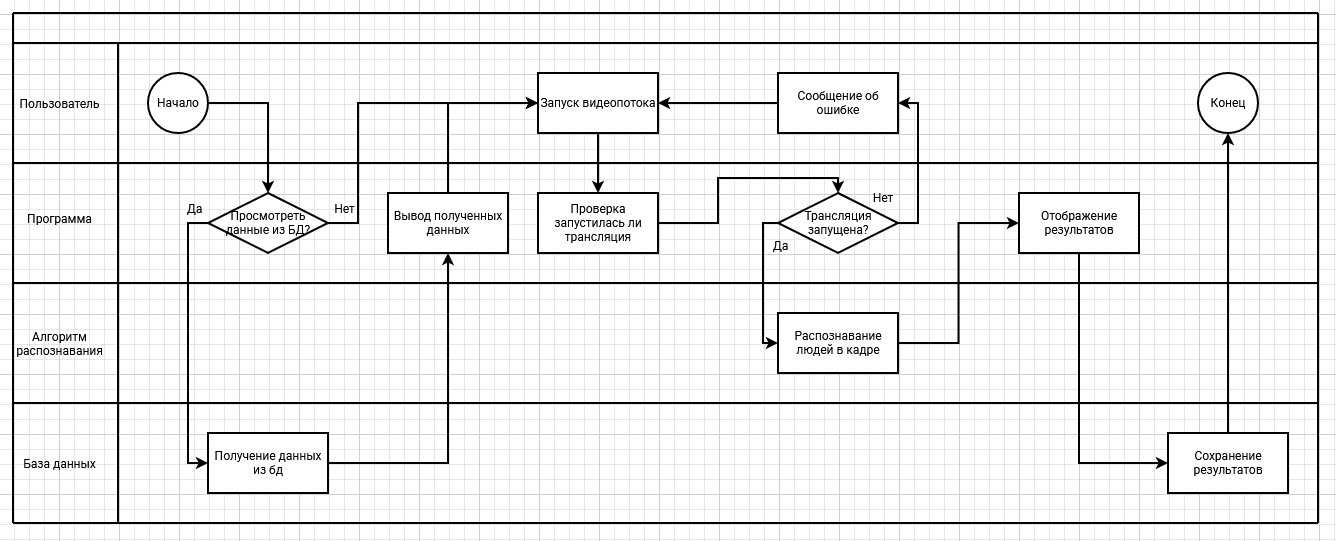 Пользователь
Начало
Запуск видеопотока
Сообщение об
ошибке
Конец
Программа
Да
Просмотреть
данные из БД?
Нет
Вывод полученных
данных
Проверка
запустилась ли
трансляция
Трансляция
запущена?
Нет
Да
Отображение
результатов
Алгоритм
распознавания
Распознавание
людей в кадре
База данных
Получение данных
из бд
Сохранение
результатов